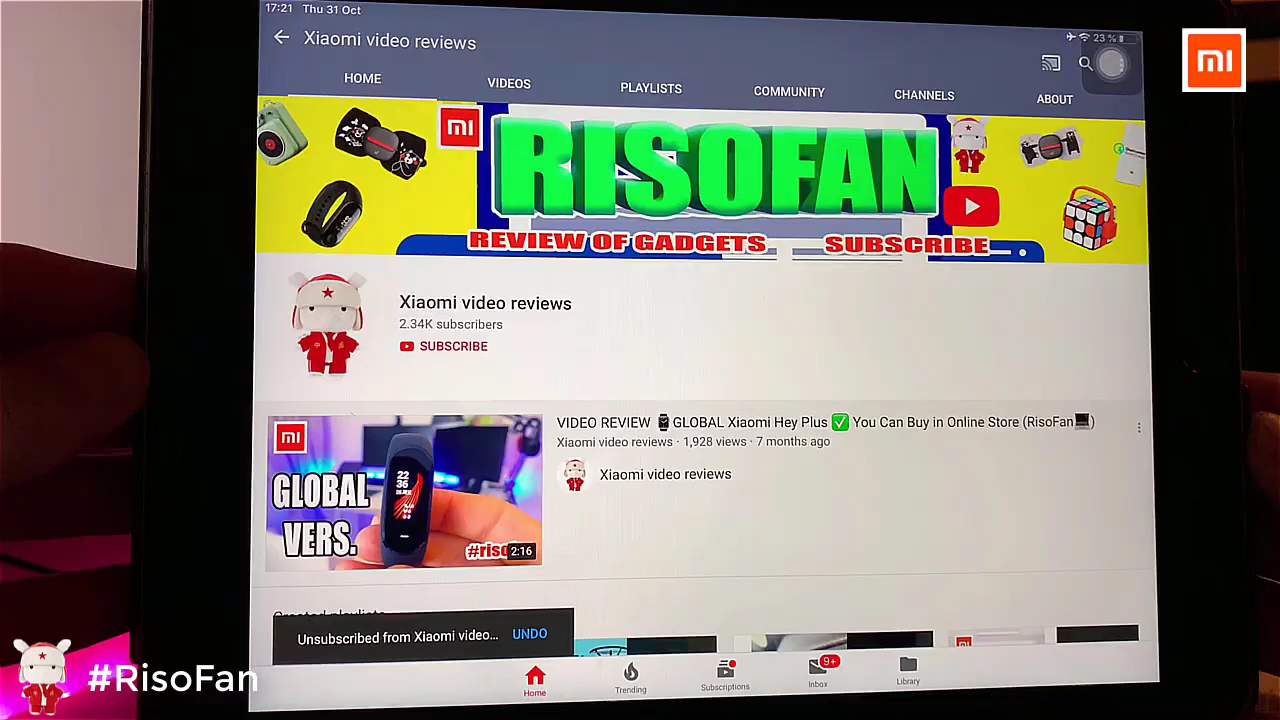 17:21 Thu 31 Oct
23 %
Xiaomi video reviews
HOME VIDEOS PLAYLISTS COMMUNITY CHANNELS ABOUT
mi
mi
RISOFAN
REVIEW OF GADGETS SUBSCRIBE
Xiaomi video reviews
2.34K subscribers
SUBSCRIBE
VIDEO REVIEW GLOBAL Xiaomi Hey Plus ✅ You Can Buy in Online Store (RisoFan💻)
Xiaomi video reviews · 1,928 views · 7 months ago
Xiaomi video reviews
mi
GLOBAL
VERS.
22
36
#riso
2:16
Created playlists
Unsubscribed from Xiaomi video... UNDO
mi
Home Trending Subscriptions Inbox Library
9+
#RisoFan